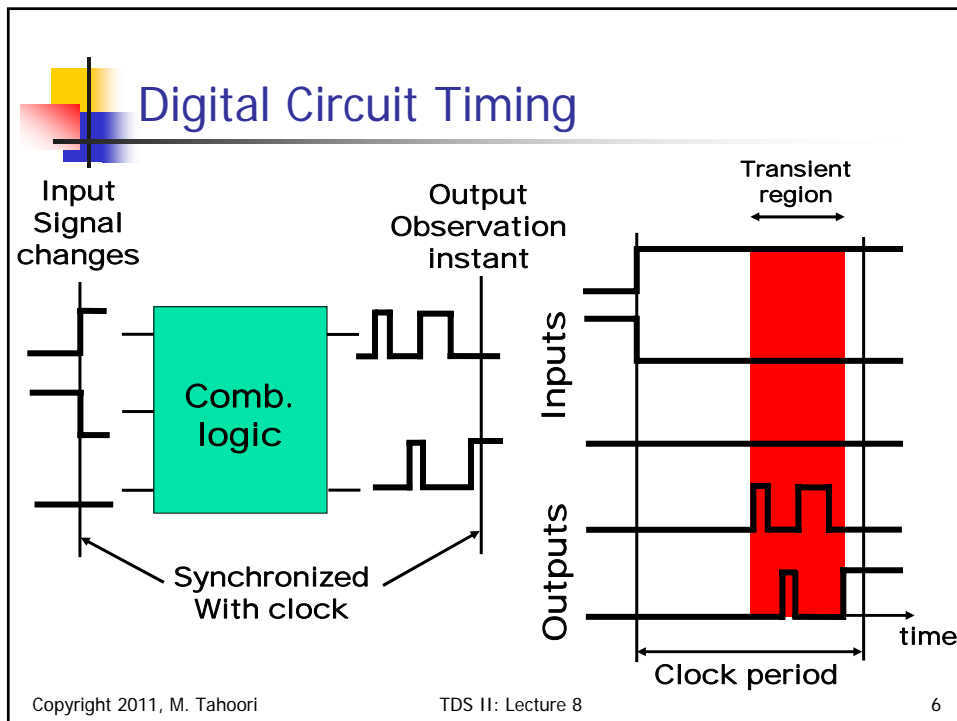 Digital Circuit Timing
Input
Signal
changes
Output
Observation
instant
Comb.
logic
Synchronized
With clock
Transient
region
Inputs
Outputs
time
Clock period
Copyright 2011, M. Tahoori
TDS II: Lecture 8
6